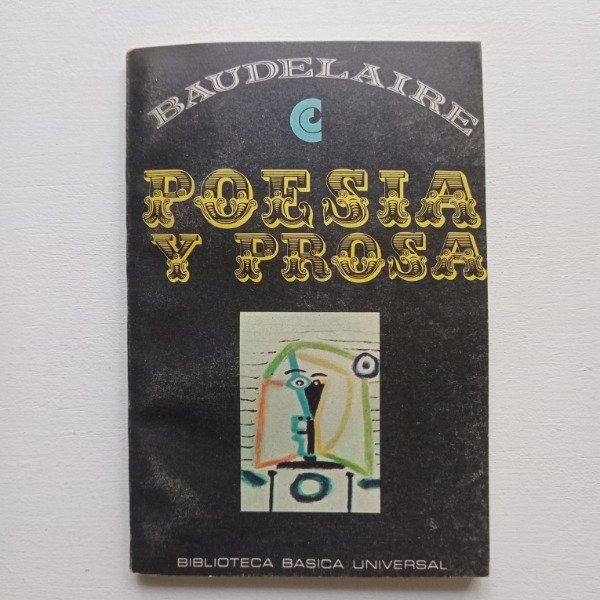 BAUDELAIRE
POESIA
Y PROSA
BIBLIOTECA BASICA UNIVERSAL